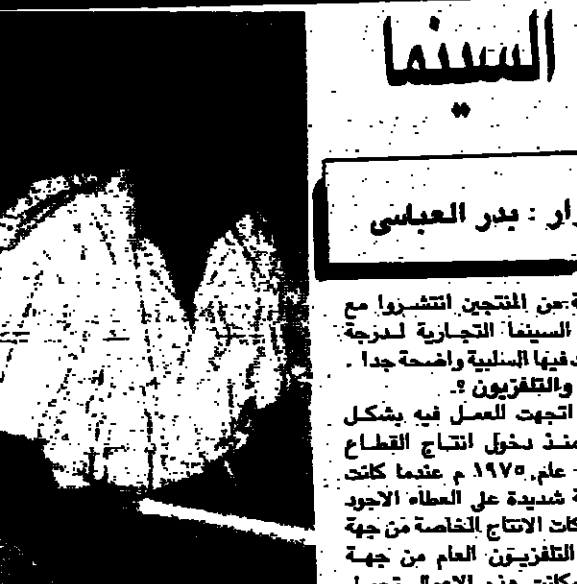 السينما
رار : بدر العباسي
ة من المنتجين انتشروا مع
السينما التجارية لدرجة
فيها السلبية واضحة جدا .
والتلفزيون ؟.
اتجهت للعمل فيه بشكل
منذ دخول انتاج القطاع
عام ١٩٧٥ م عندما كانت
ة شديدة على العطاء الاجود
كات الانتاج الخاصة من جهة
التلفزيون العام من جهة